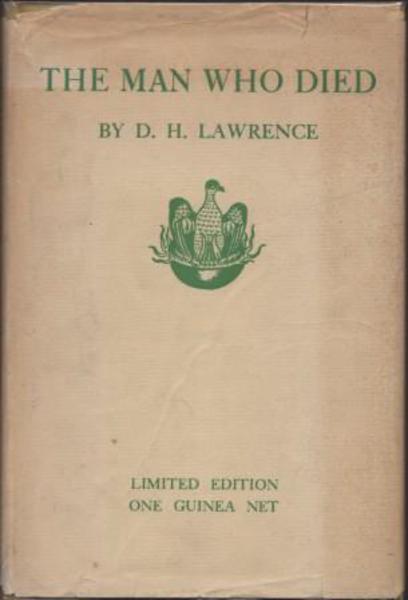 THE MAN WHO DIED
BY D. H. LAWRENCE
LIMITED EDITION
ONE GUINEA NET